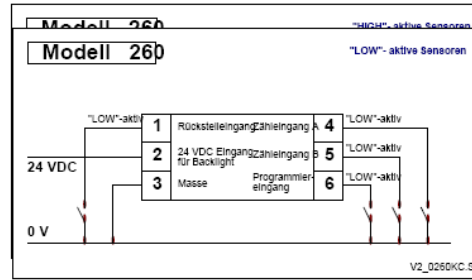 Modell 260
"HIGH"- aktive Sensoren
Modell 260
"LOW"- aktive Sensoren
"LOW"-aktiv
1 Rückstelleingang Zähleingang A 4
"LOW"-aktiv
24 VDC
2 24 VDC Eingang für Backlight Zähleingang B 5
"LOW"-aktiv
3 Masse Programmier-eingang 6
"LOW"-aktiv
0 V
V2_0260KC.S